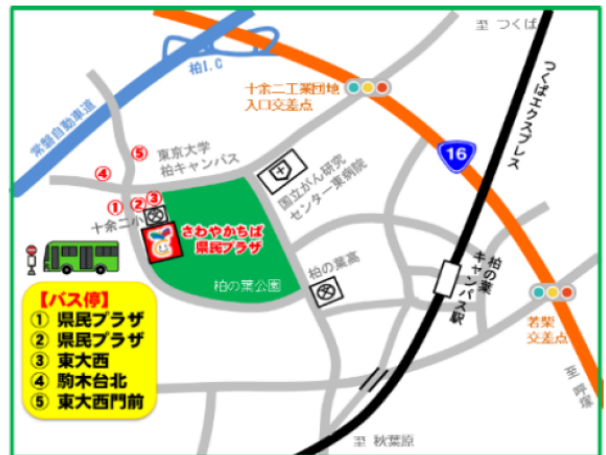 至 つくば
柏I.C
常磐自動車道
十余二工業団地
入口交差点
つくばエクスプレス
16
⑤
東京大学
柏キャンパス
④
国立がん研究
センター東病院
① ② ③
十余二小
さわやかちば
県民プラザ
柏の葉公園
柏の葉高
柏の葉
キャンパス駅
若柴
交差点
至 呼塚
至 秋葉原
【バス停】
① 県民プラザ
② 県民プラザ
③ 東大西
④ 駒木台北
⑤ 東大西門前